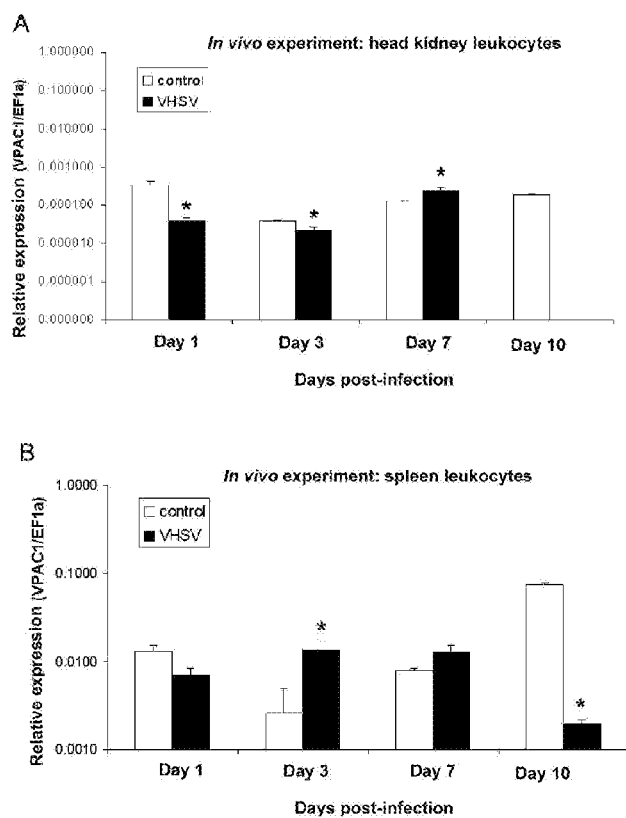 A
In vivo experiment: head kidney leukocytes
1.000000
control
VHSV
0.100000
0.010000
0.001000
0.000100
0.000010
0.000001
0.000000
Relative expression (VPAC1/EF1a)
*
*
*
Day 1
Day 3
Day 7
Day 10
Days post-infection
B
In vivo experiment: spleen leukocytes
1.0000
control
VHSV
0.1000
0.0100
0.0010
Relative expression (VPAC1/EF1a)
*
*
Day 1
Day 3
Day 7
Day 10
Days post-infection